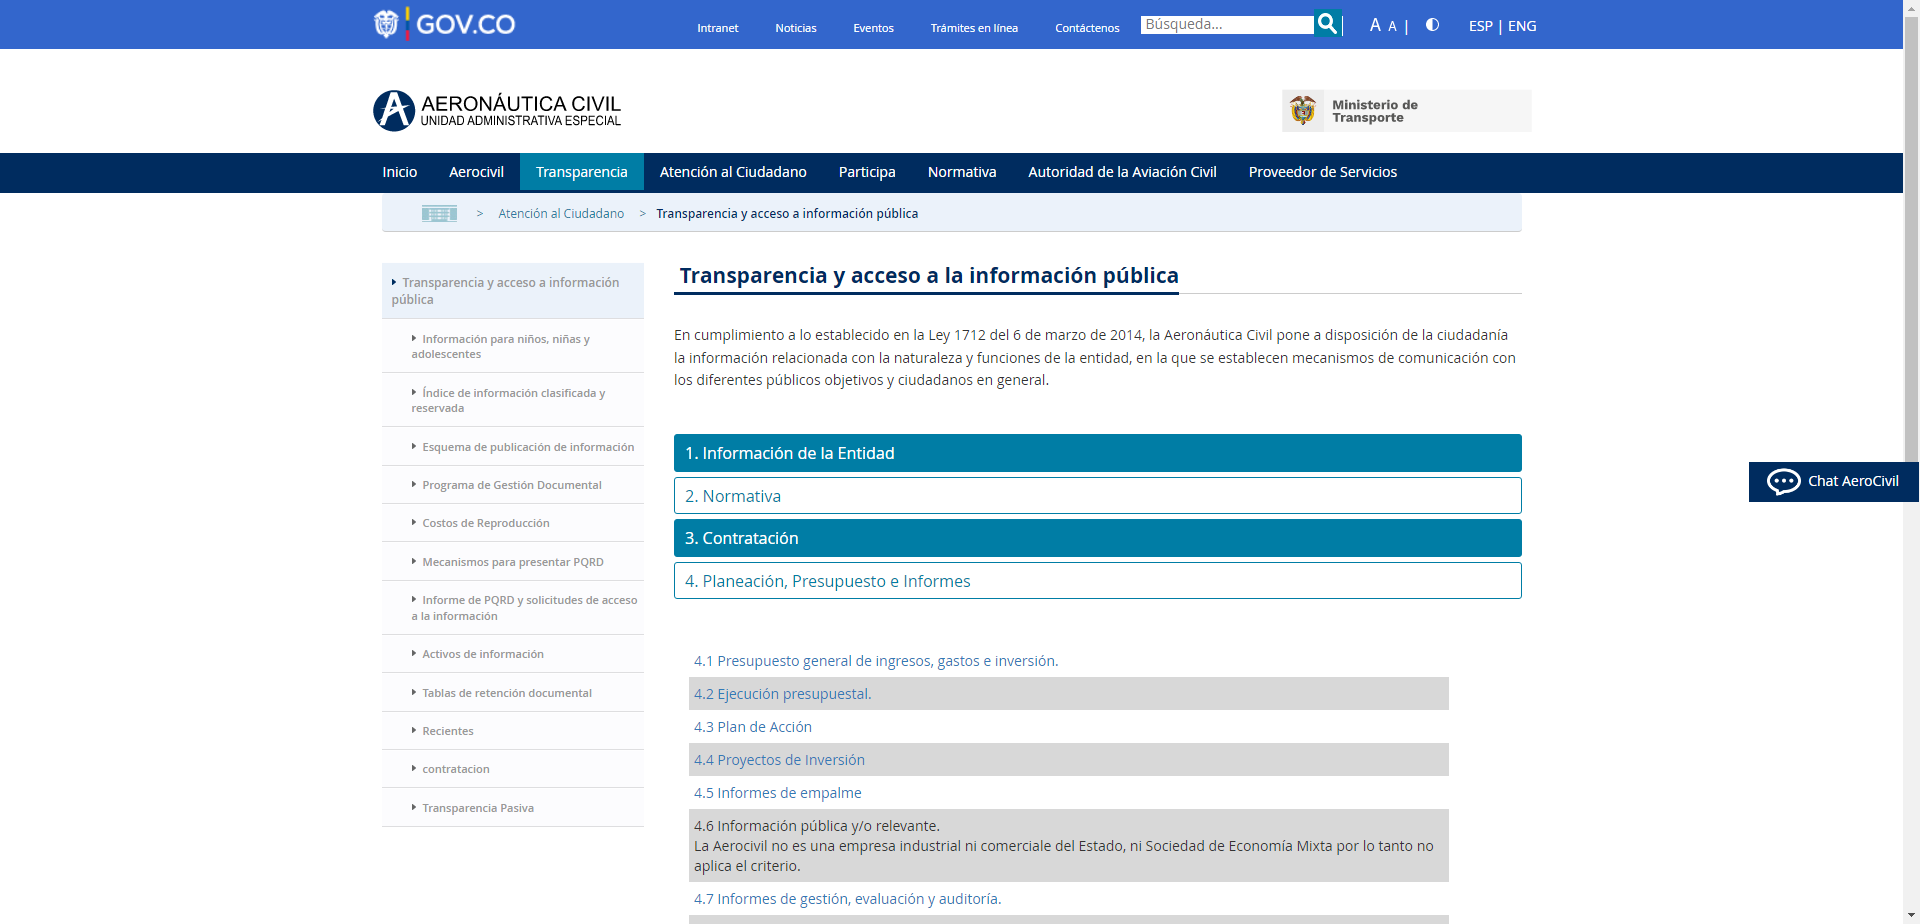 GOV.CO
Intranet
Noticias
Eventos
Trámites en línea
Contáctenos
Búsqueda...
A A |
ESP | ENG
AERONÁUTICA CIVIL
UNIDAD ADMINISTRATIVA ESPECIAL
Ministerio de
Transporte
Inicio
Aerocivil
Transparencia
Atención al Ciudadano
Participa
Normativa
Autoridad de la Aviación Civil
Proveedor de Servicios
> Atención al Ciudadano > Transparencia y acceso a información pública
Transparencia y acceso a información
pública
Información para niños, niñas y
adolescentes
Índice de información clasificada y
reservada
Esquema de publicación de información
Programa de Gestión Documental
Costos de Reproducción
Mecanismos para presentar PQRD
Informe de PQRD y solicitudes de acceso
a la información
Activos de información
Tablas de retención documental
Recientes
contratacion
Transparencia Pasiva
Transparencia y acceso a la información pública
En cumplimiento a lo establecido en la Ley 1712 del 6 de marzo de 2014, la Aeronáutica Civil pone a disposición de la ciudadanía
la información relacionada con la naturaleza y funciones de la entidad, en la que se establecen mecanismos de comunicación con
los diferentes públicos objetivos y ciudadanos en general.
1. Información de la Entidad
2. Normativa
3. Contratación
4. Planeación, Presupuesto e Informes
4.1 Presupuesto general de ingresos, gastos e inversión.
4.2 Ejecución presupuestal.
4.3 Plan de Acción
4.4 Proyectos de Inversión
4.5 Informes de empalme
4.6 Información pública y/o relevante.
La Aerocivil no es una empresa industrial ni comerciale del Estado, ni Sociedad de Economía Mixta por lo tanto no
aplica el criterio.
4.7 Informes de gestión, evaluación y auditoría.
Chat AeroCivil